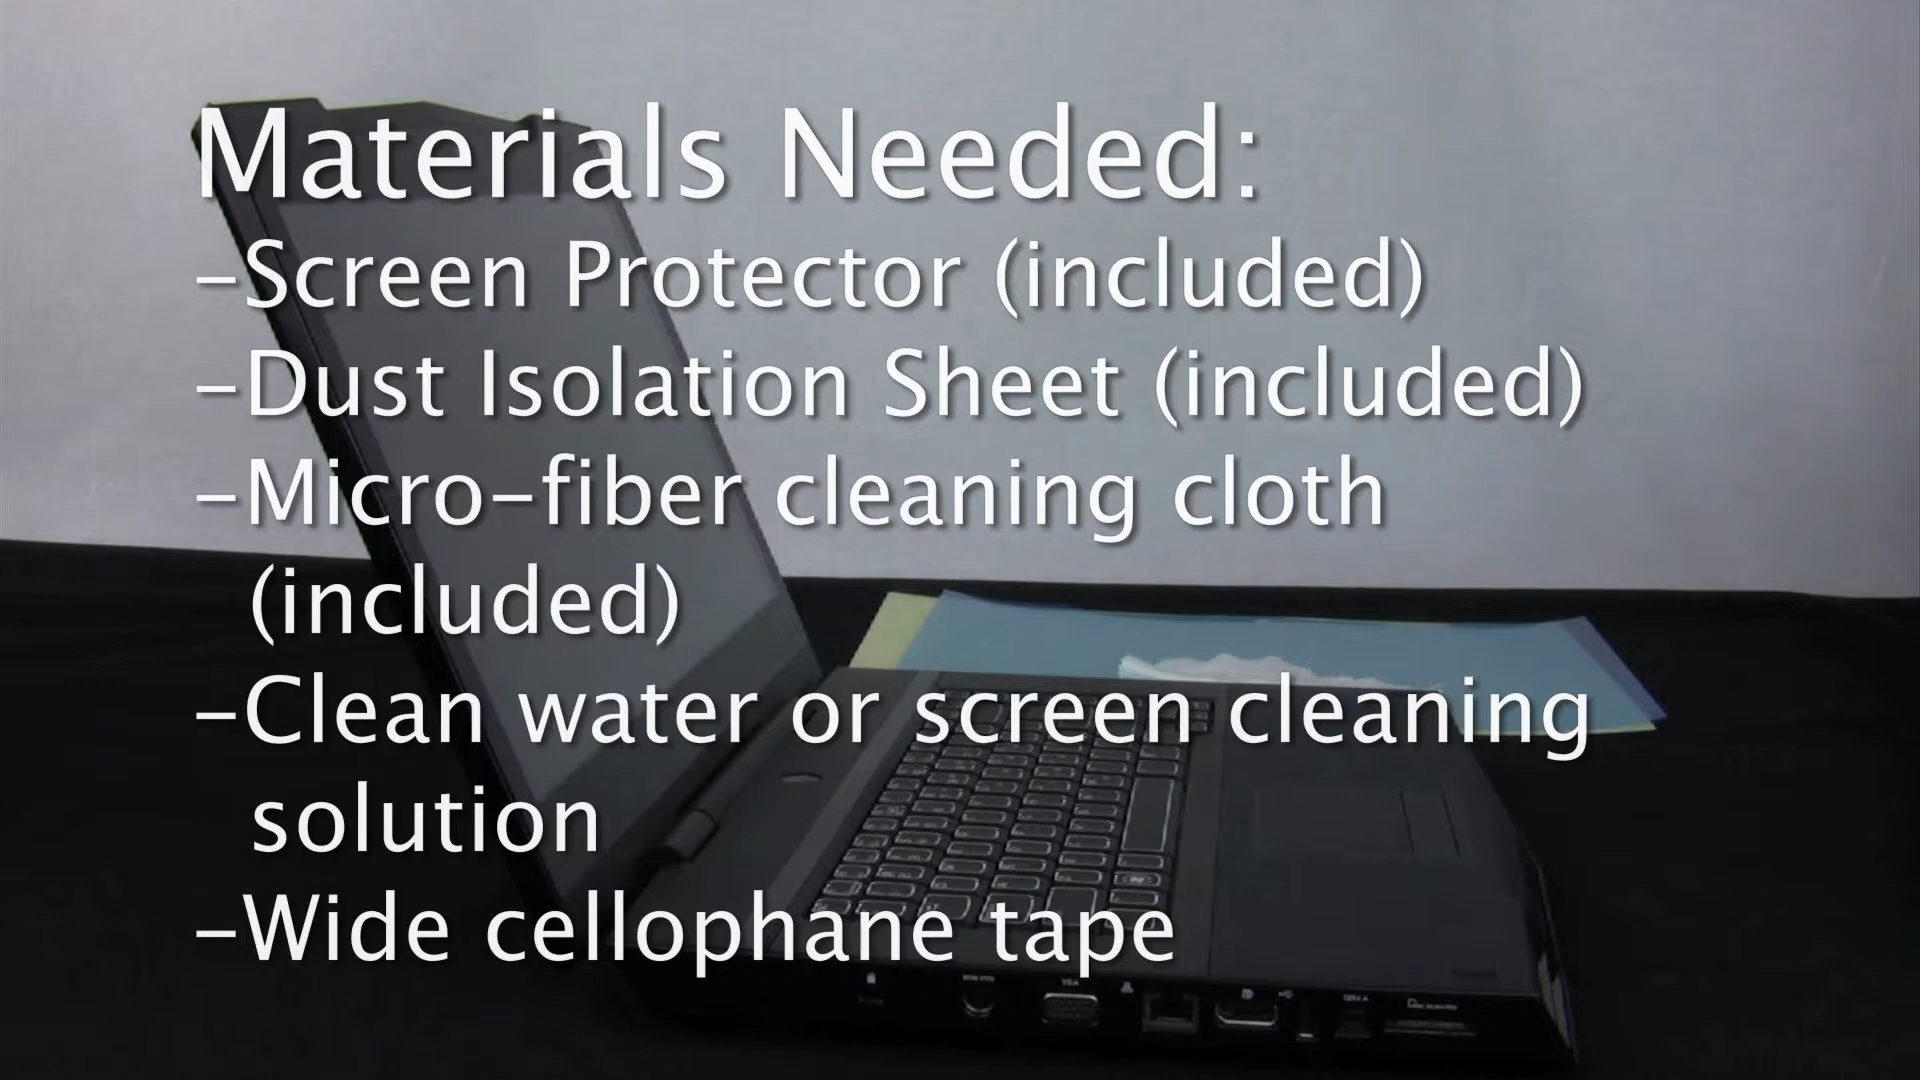 Materials Needed:
-Screen Protector (included)
-Dust Isolation Sheet (included)
-Micro-fiber cleaning cloth
(included)
-Clean water or screen cleaning
solution
-Wide cellophane tape
VGA